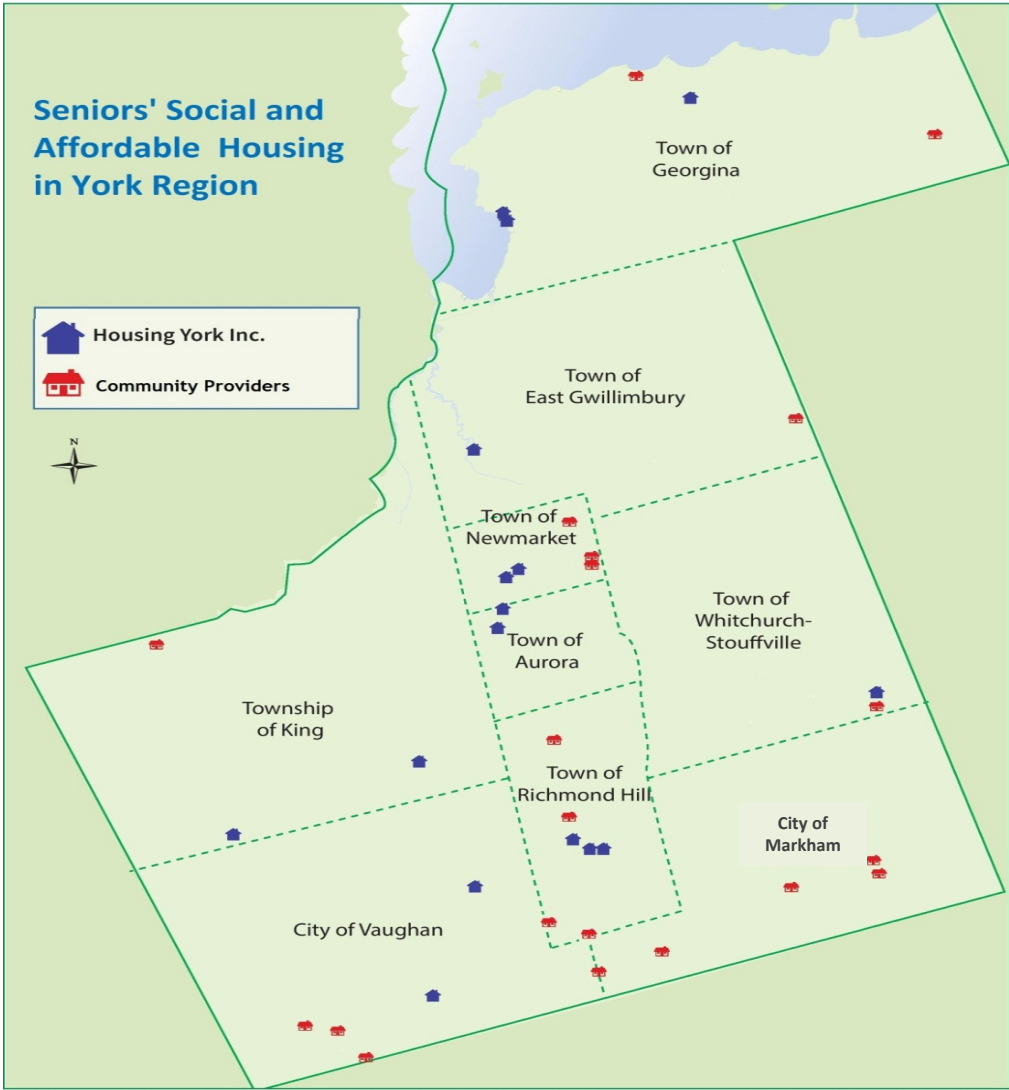 Seniors' Social and
Affordable Housing
in York Region
Town of
Georgina
Housing York Inc.
Community Providers
N
Town of
East Gwillimbury
Town of
Newmarket
Town of
Whitchurch-
Stouffville
Town of
Aurora
Township
of King
Town of
Richmond Hill
City of
Markham
City of Vaughan